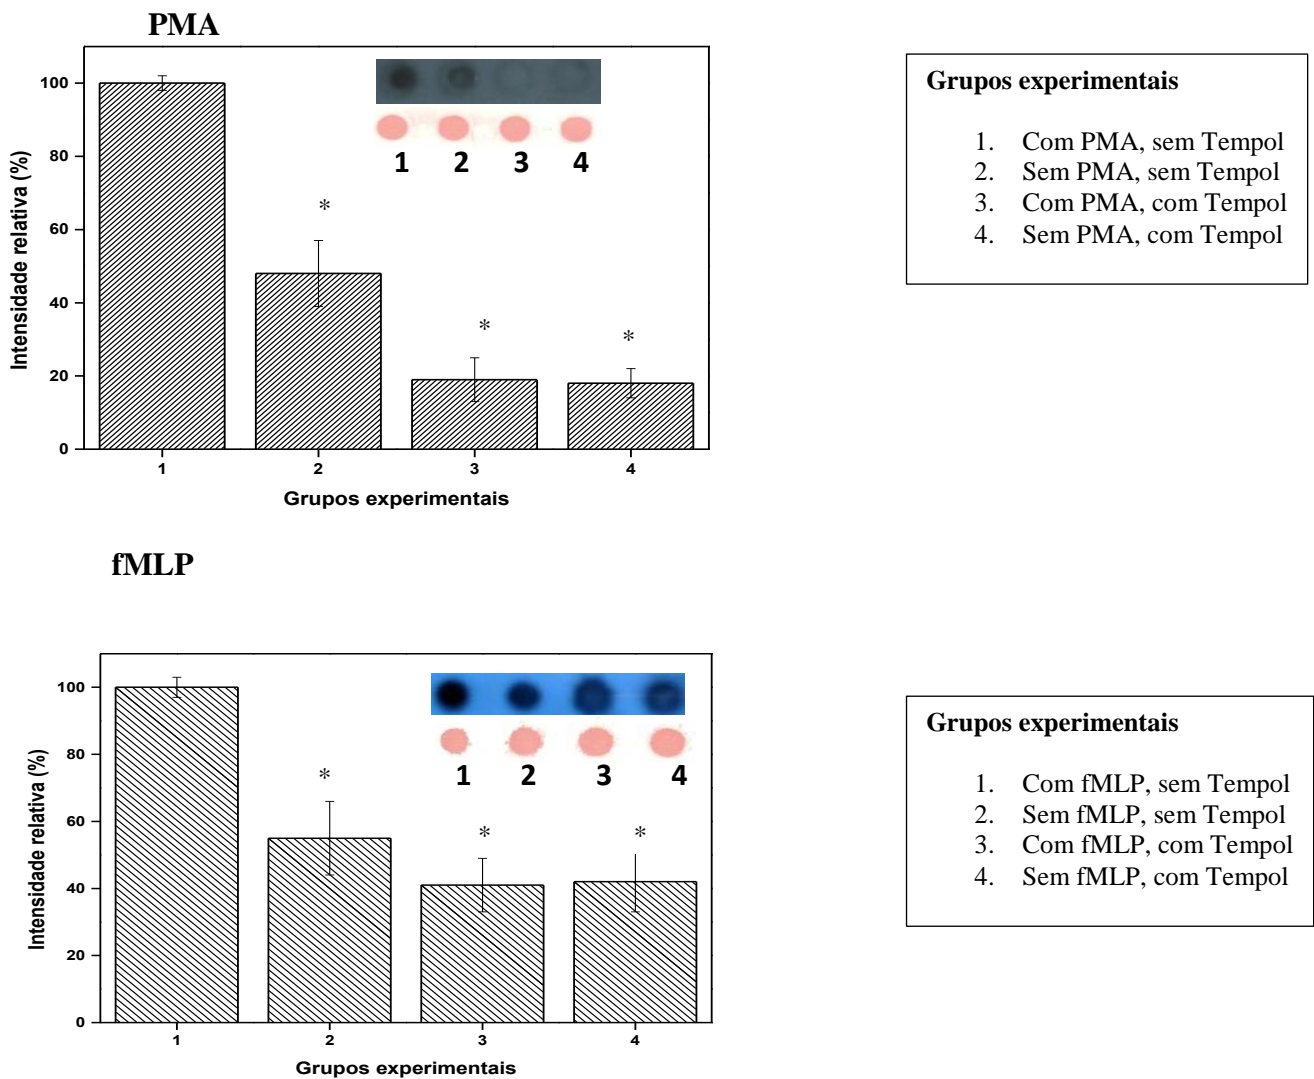 PMA
Intensidade relativa (%)
100
80
60
40
20
0
*
*
*
1 2 3 4
1 2 3 4
Grupos experimentais
Grupos experimentais
1. Com PMA, sem Tempol
2. Sem PMA, sem Tempol
3. Com PMA, com Tempol
4. Sem PMA, com Tempol
fMLP
Intensidade relativa (%)
100
80
60
40
20
0
*
*
*
1 2 3 4
1 2 3 4
Grupos experimentais
Grupos experimentais
1. Com fMLP, sem Tempol
2. Sem fMLP, sem Tempol
3. Com fMLP, com Tempol
4. Sem fMLP, com Tempol